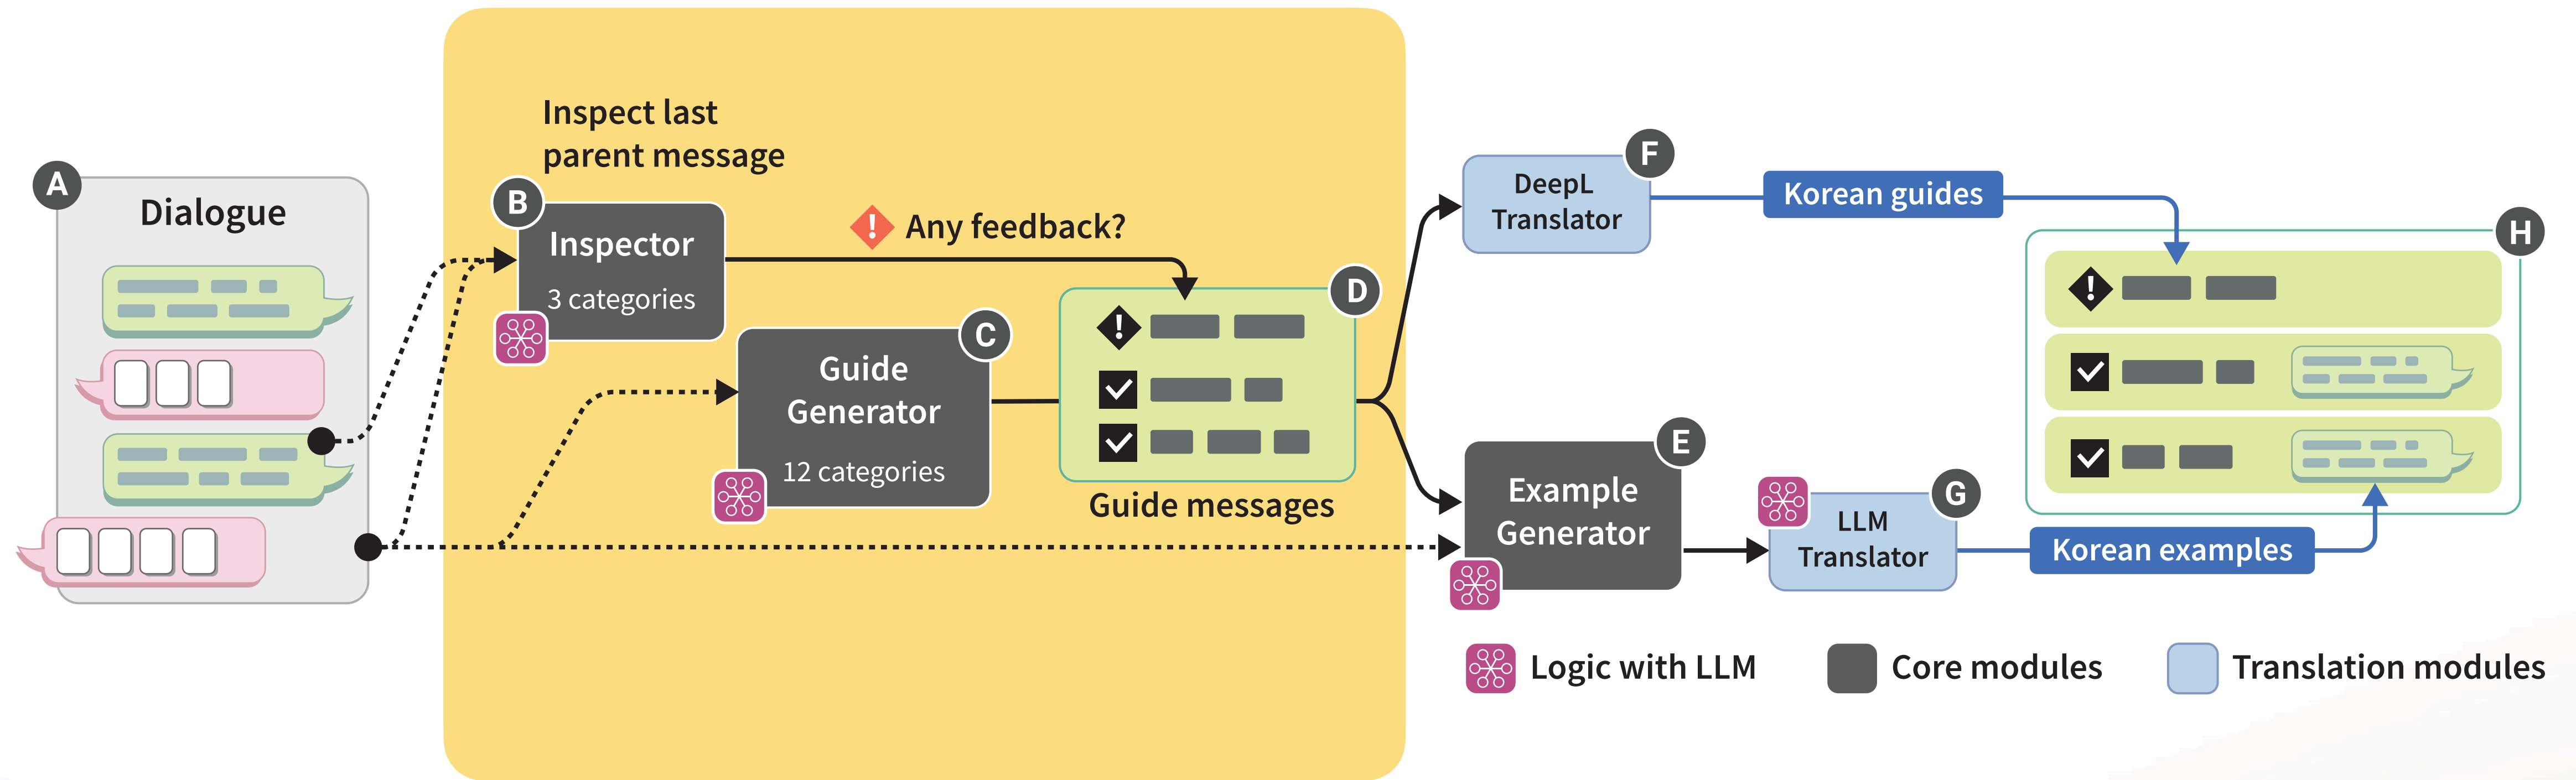 A
Dialogue
Inspect last
parent message
B
Inspector
3 categories
! Any feedback?
C
Guide
Generator
12 categories
D
!
Guide messages
F
DeepL
Translator
Korean guides
E
Example
Generator
G
LLM
Translator
Korean examples
H
!
Logic with LLM
Core modules
Translation modules